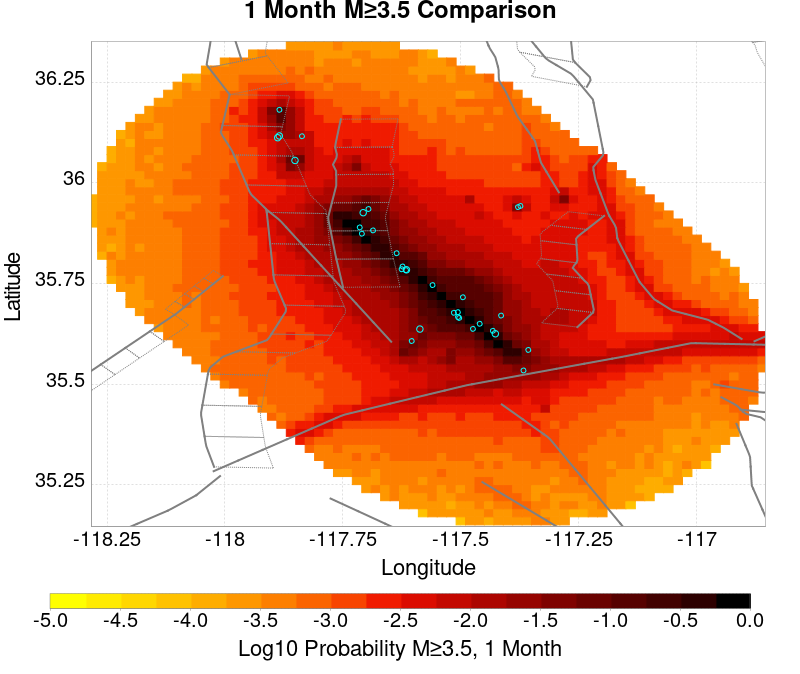 1 Month M≥3.5 Comparison
36.25
36
35.75
35.5
35.25
Latitude
-118.25 -118 -117.75 -117.5 -117.25 -117
Longitude
-5.0 -4.5 -4.0 -3.5 -3.0 -2.5 -2.0 -1.5 -1.0 -0.5 0.0
Log10 Probability M≥3.5, 1 Month